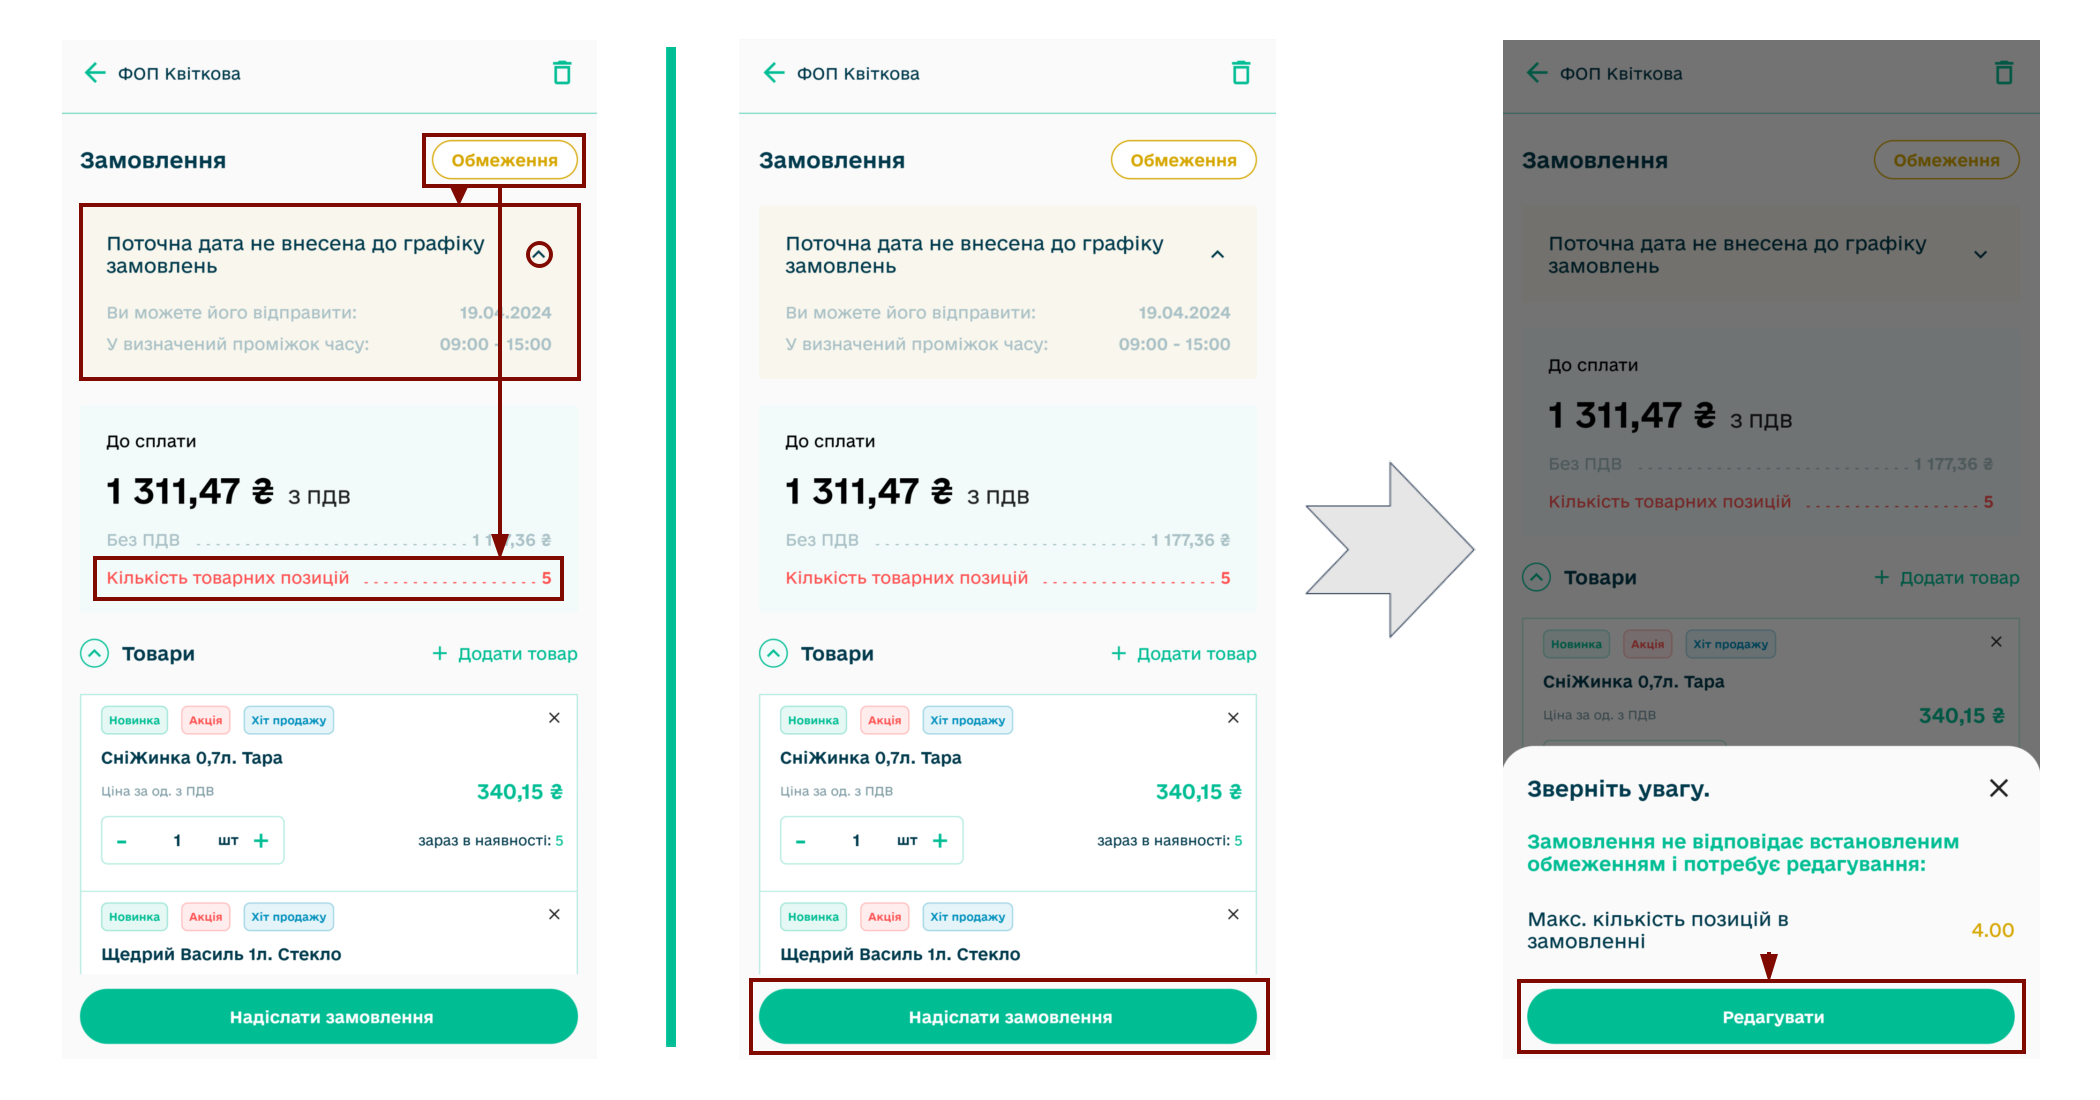 ФОП Квіткова
Замовлення
Обмеження
Поточна дата не внесена до графіку
замовлень
Ви можете його відправити: 19.04.2024
У визначений проміжок часу: 09:00 - 15:00
До сплати
1 311,47 ₴ з ПДВ
Без ПДВ 1 177,36 ₴
Кількість товарних позицій 5
Товари
+ Додати товар
Новинка Акція Хіт продажу
СніЖинка 0,7л. Тара
Ціна за од. з ПДВ 340,15 ₴
- 1 шт + зараз в наявності: 5
Новинка Акція Хіт продажу
Щедрий Василь 1л. Стекло
Надіслати замовлення
ФОП Квіткова
Замовлення
Обмеження
Поточна дата не внесена до графіку
замовлень
Ви можете його відправити: 19.04.2024
У визначений проміжок часу: 09:00 - 15:00
До сплати
1 311,47 ₴ з ПДВ
Без ПДВ 1 177,36 ₴
Кількість товарних позицій 5
Товари
+ Додати товар
Новинка Акція Хіт продажу
СніЖинка 0,7л. Тара
Ціна за од. з ПДВ 340,15 ₴
- 1 шт + зараз в наявності: 5
Новинка Акція Хіт продажу
Щедрий Василь 1л. Стекло
Надіслати замовлення
ФОП Квіткова
Замовлення
Обмеження
Поточна дата не внесена до графіку
замовлень
До сплати
1 311,47 ₴ з ПДВ
Без ПДВ 1 177,36 ₴
Кількість товарних позицій 5
Товари
+ Додати товар
Новинка Акція Хіт продажу
СніЖинка 0,7л. Тара
Ціна за од. з ПДВ 340,15 ₴
Зверніть увагу.
Замовлення не відповідає встановленим
обмеженням і потребує редагування:
Макс. кількість позицій в
замовленні 4.00
Редагувати